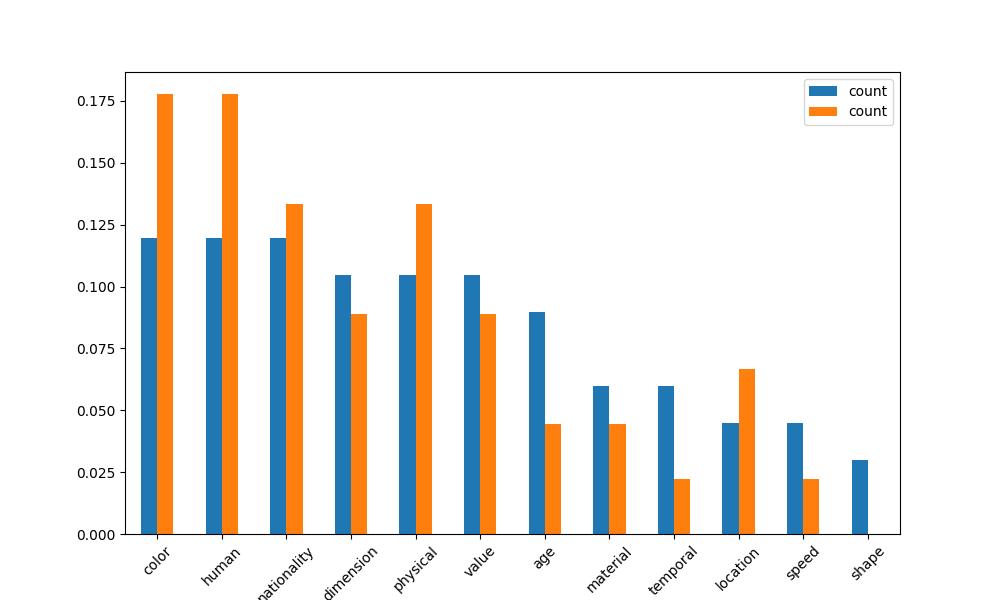 count
count
0.175
0.150
0.125
0.100
0.075
0.050
0.025
0.000
color
human
nationality
dimension
physical
value
age
material
temporal
location
speed
shape